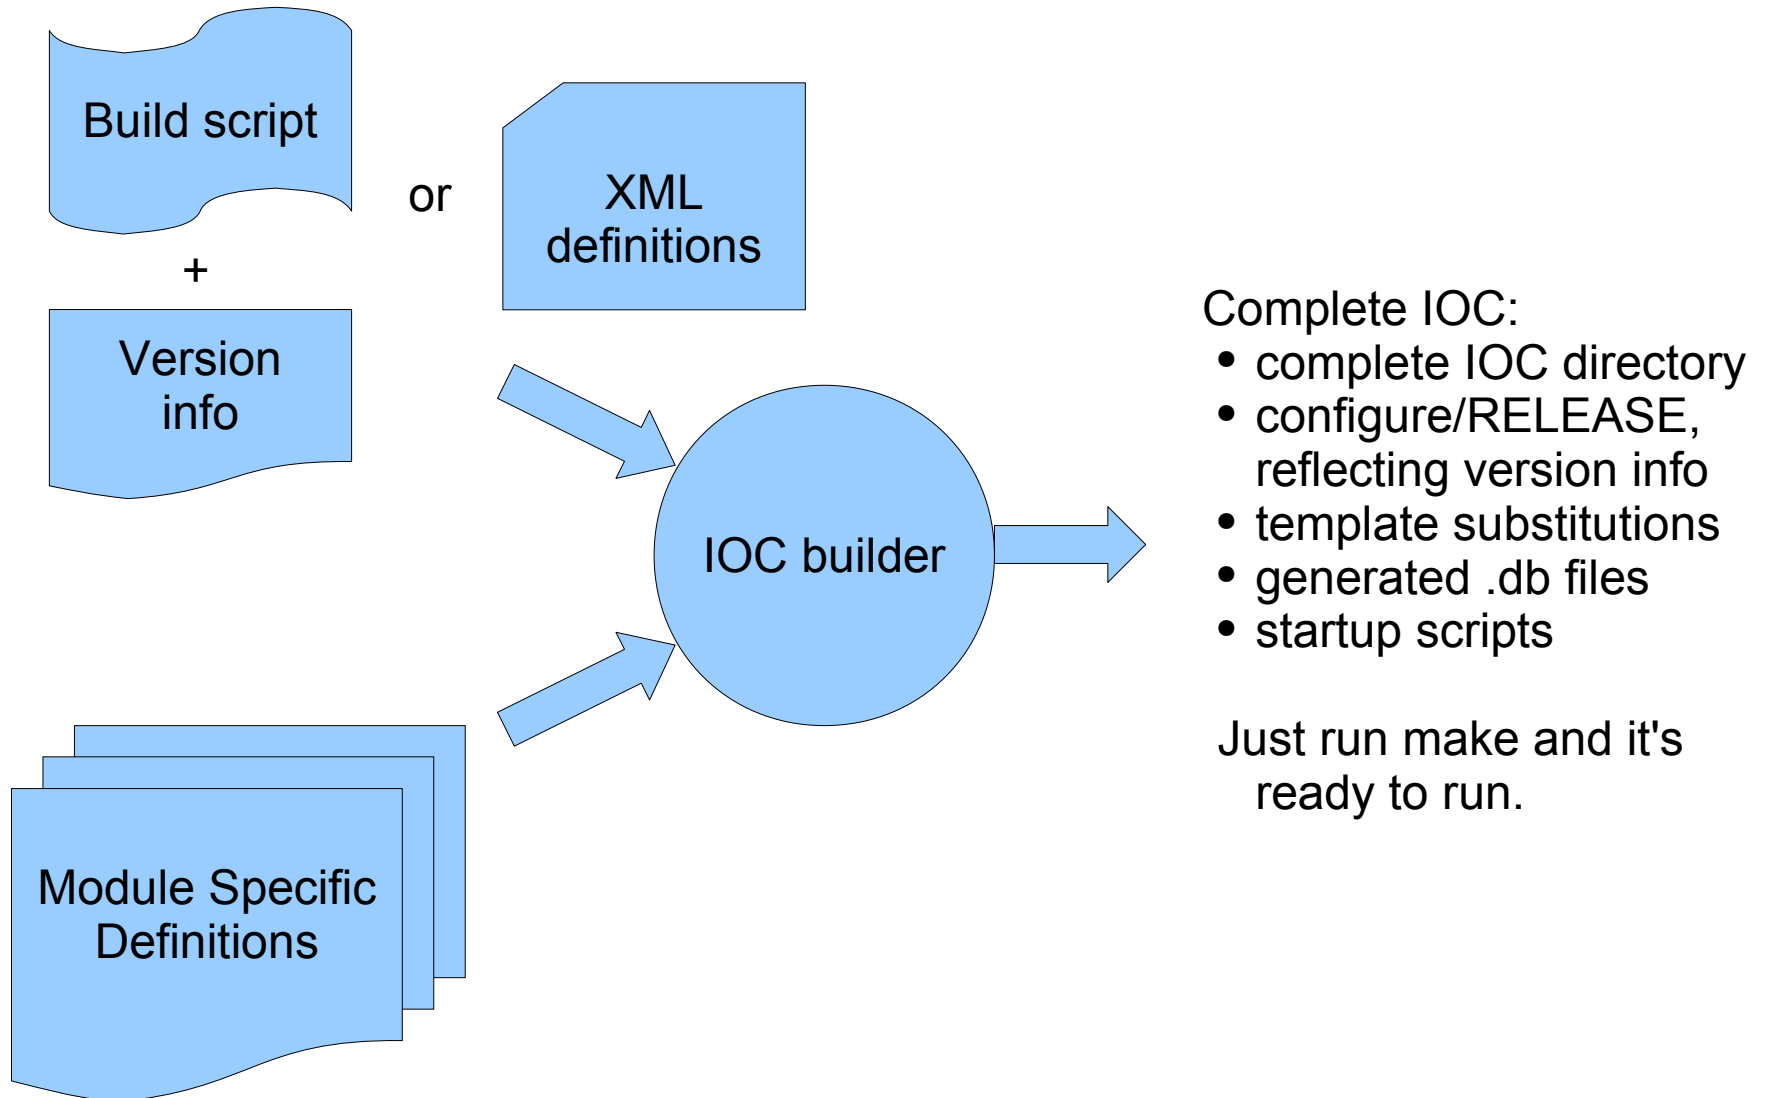 Build script
or
XML
definitions
+
Version
info
IOC builder
Module Specific
Definitions
Complete IOC:
• complete IOC directory
• configure/RELEASE,
reflecting version info
• template substitutions
• generated .db files
• startup scripts
Just run make and it's
ready to run.